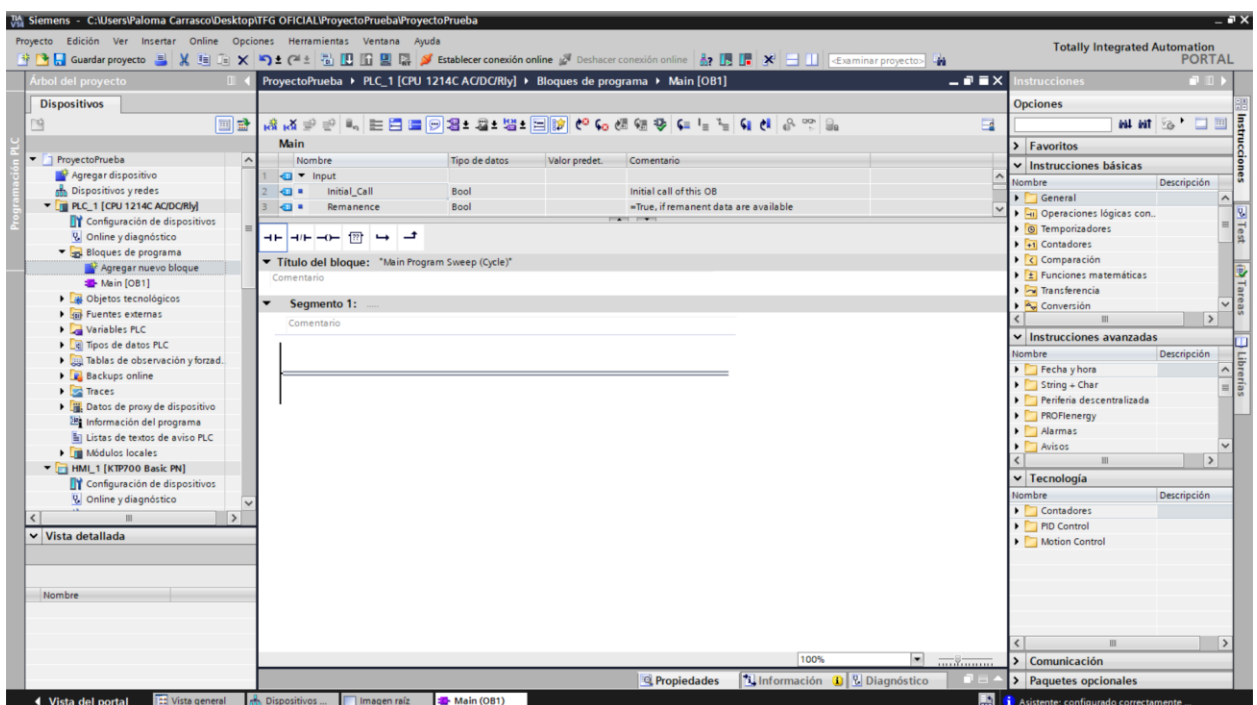 Siemens - C:\Users\Paloma Carrasco\Desktop\TFG OFICIAL\ProyectoPrueba\ProyectoPrueba
Proyecto Edición Ver Insertar Online Opciones Herramientas Ventana Ayuda
Totally Integrated Automation
PORTAL
Guardar proyecto Establecer conexión online Deshacer conexión online <Examinar proyecto>
Árbol del proyecto
ProyectoPrueba PLC_1 [CPU 1214C AC/DC/Rly] Bloques de programa Main [OB1]
Instrucciones
Dispositivos
Opciones
Programación PLC
ProyectoPrueba
Agregar dispositivo
Dispositivos y redes
PLC_1 [CPU 1214C AC/DC/Rly]
Configuración de dispositivos
Online y diagnóstico
Bloques de programa
Agregar nuevo bloque
Main [OB1]
Objetos tecnológicos
Fuentes externas
Variables PLC
Tipos de datos PLC
Tablas de observación y forzad.
Backups online
Traces
Datos de proxy de dispositivo
Información del programa
Listas de textos de aviso PLC
Módulos locales
HMI_1 [KTP700 Basic PN]
Configuración de dispositivos
Online y diagnóstico
Vista detallada
Nombre
Main
Nombre Tipo de datos Valor predet. Comentario
1 Input
2 Initial_Call Bool Initial call of this OB
3 Remanence Bool =True, if remanent data are available
Título del bloque: "Main Program Sweep (Cycle)"
Comentario
Segmento 1: .....
Comentario
100%
Propiedades Información Diagnóstico
Favoritos
Instrucciones básicas
Nombre Descripción
General
Operaciones lógicas con..
Temporizadores
Contadores
Comparación
Funciones matemáticas
Transferencia
Conversión
Instrucciones avanzadas
Nombre Descripción
Fecha y hora
String + Char
Periferia descentralizada
PROFIenergy
Alarmas
Avisos
Tecnología
Nombre Descripción
Contadores
PID Control
Motion Control
Comunicación
Paquetes opcionales
Instrucciones
Test
Tareas
Librerías
Vista del portal Vista general Dispositivos ... Imagen raíz Main (OB1) Asistente: configurado correctamente ...